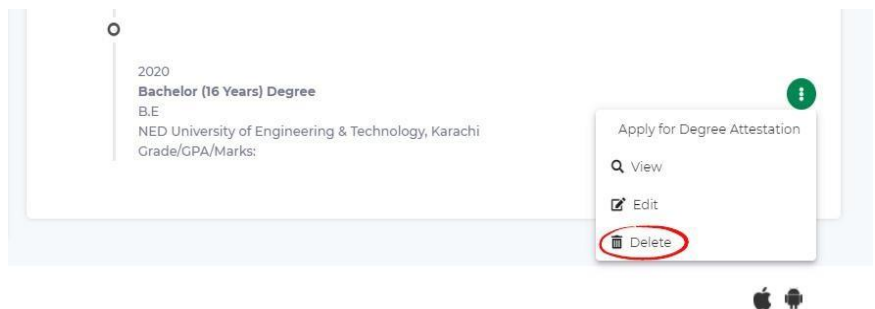 2020
Bachelor (16 Years) Degree
B.E
NED University of Engineering & Technology, Karachi
Grade/GPA/Marks:
Apply for Degree Attestation
View
Edit
Delete